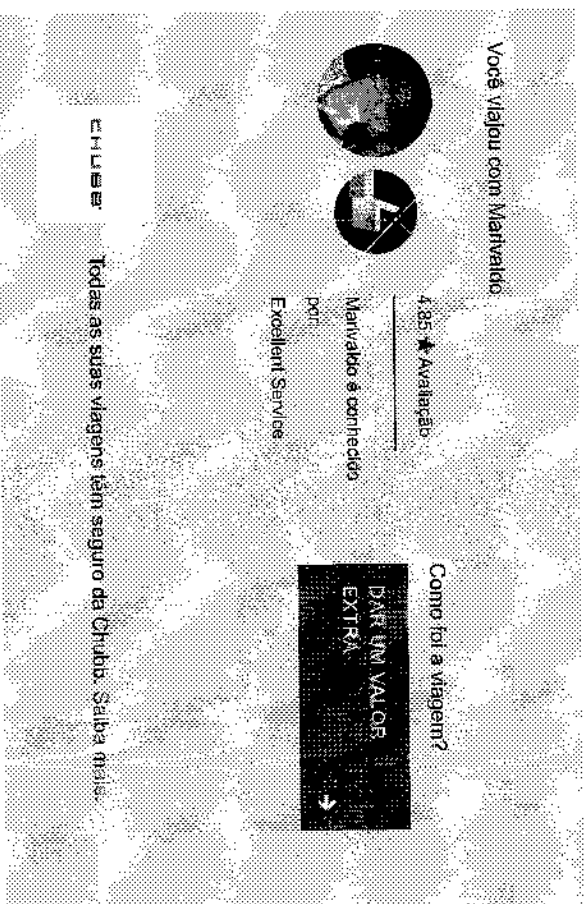 Você viajou com Marivaldo
4.85 ★ Avaliação
Marivaldo é conhecido
por:
Excellent Service
Como foi a viagem?
DAR UM VALOR
EXTRA
CHUBB
Todas as suas viagens têm seguro da Chubb. Saiba mais.